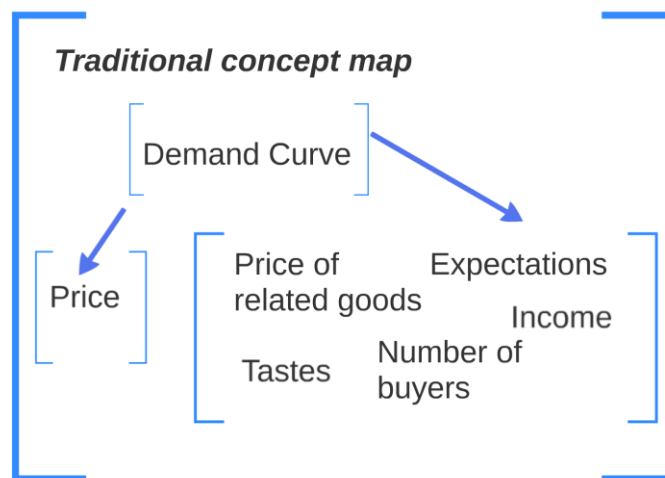 Traditional concept map
Demand Curve
Price
Price of
related goods
Expectations
Income
Tastes
Number of
buyers